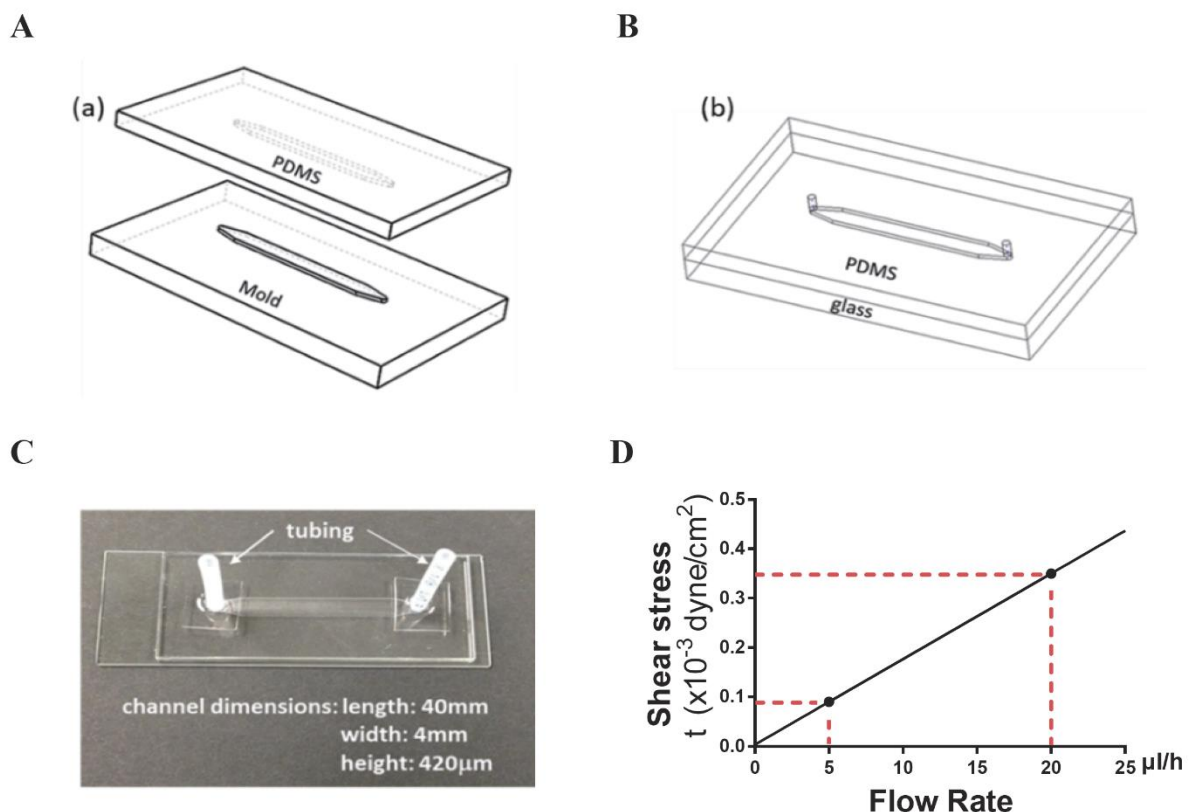 A
B
(a)
PDMS
Mold
(b)
PDMS
glass
C
D
tubing
channel dimensions: length: 40mm
width: 4mm
height: 420μm
Shear stress
t (x10⁻³ dyne/cm²)
0.5
0.4
0.3
0.1
0.0
0 5 10 15 20 25 μl/h
Flow Rate